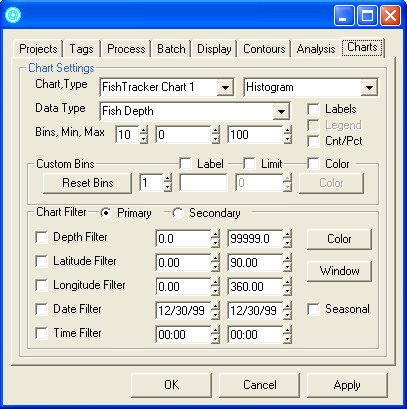 Projects Tags Process Batch Display Contours Analysis Charts
Chart Settings
Chart,Type FishTracker Chart 1 Histogram
Data Type Fish Depth Labels
Legend
Bins, Min, Max 10 0 100 Cnt/Pct
Custom Bins Label Limit Color
Reset Bins 1 0 Color
Chart Filter Primary Secondary
Depth Filter 0.0 99999.0 Color
Latitude Filter 0.00 90.00
Window
Longitude Filter 0.00 360.00
Date Filter 12/30/99 12/30/99 Seasonal
Time Filter 00:00 00:00
OK Cancel Apply